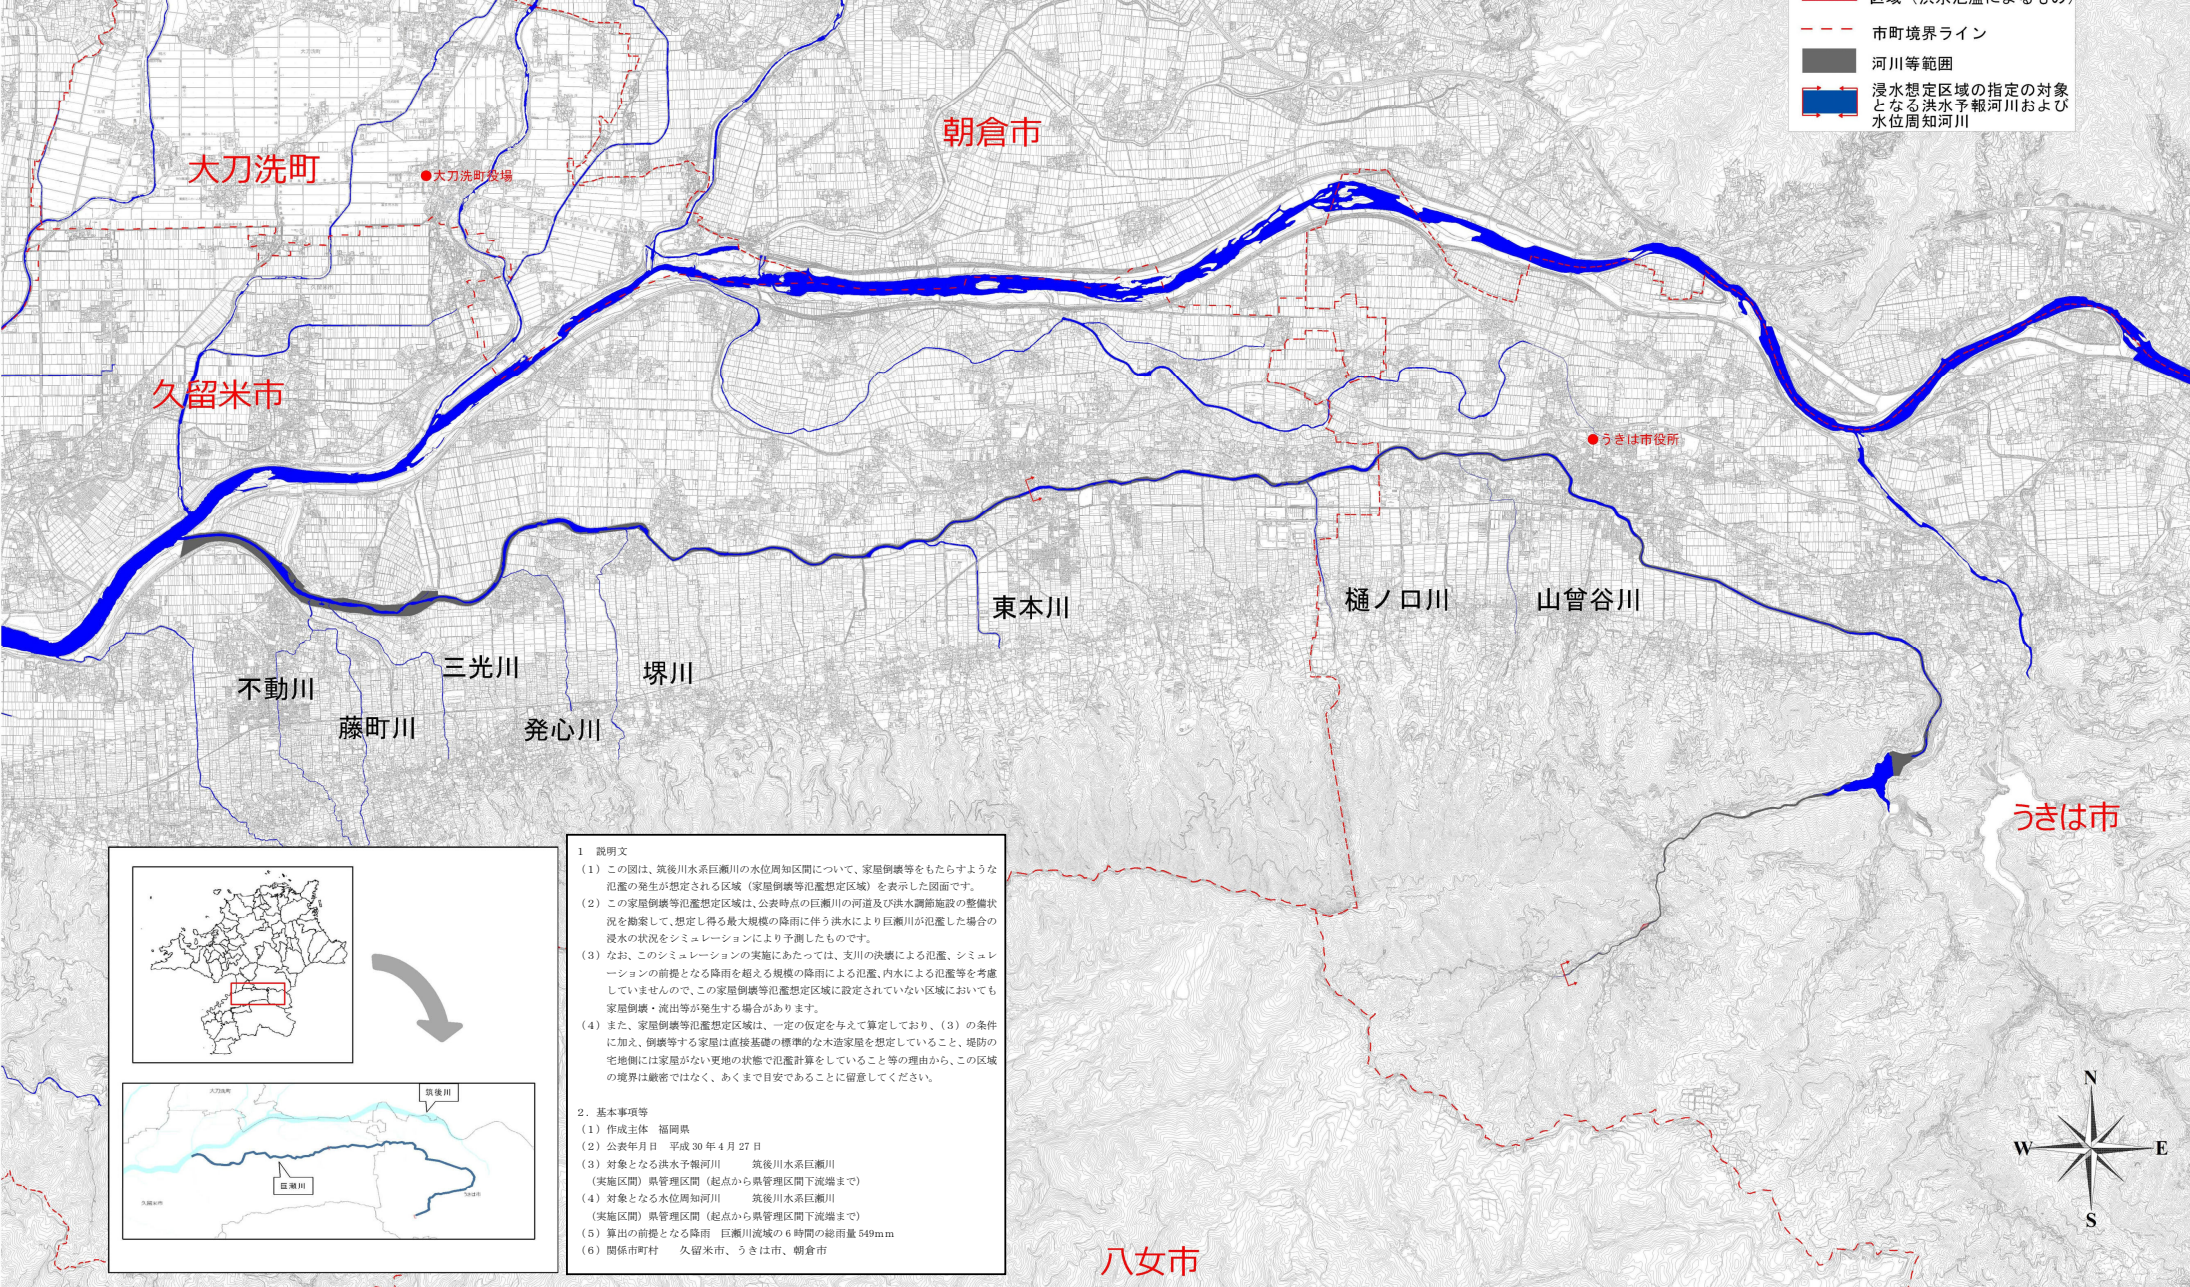 市町境界ライン
河川等範囲
浸水想定区域の指定の対象
となる洪水予報河川および
水位周知河川
朝倉市
大刀洗町
大刀洗町役場
久留米市
うきは市役所
東本川
樋ノ口川
山曾谷川
不動川
藤町川
三光川
発心川
堺川
うきは市
八女市
N
W
E
S
大刀洗町
筑後川
巨瀬川
久留米市
うきは市
1 説明文
(1)この図は、筑後川水系巨瀬川の水位周知区間について、家屋倒壊等をもたらすような
氾濫の発生が想定される区域(家屋倒壊等氾濫想定区域)を表示した図面です。
(2)この家屋倒壊等氾濫想定区域は、公表時点の巨瀬川の河道及び洪水調節施設の整備状
況を勘案して、想定し得る最大規模の降雨に伴う洪水により巨瀬川が氾濫した場合の
浸水の状況をシミュレーションにより予測したものです。
(3)なお、このシミュレーションの実施にあたっては、支川の決壊による氾濫、シミュレ
ーションの前提となる降雨を超える規模の降雨による氾濫、内水による氾濫等を考慮
していませんので、この家屋倒壊等氾濫想定区域に設定されていない区域においても
家屋倒壊・流出等が発生する場合があります。
(4)また、家屋倒壊等氾濫想定区域は、一定の仮定を与えて算定しており、(3)の条件
に加え、倒壊等する家屋は直接基礎の標準的な木造家屋を想定していること、堤防の
宅地側には家屋がない更地の状態で氾濫計算をしていること等の理由から、この区域
の境界は厳密ではなく、あくまで目安であることに留意してください。
2.基本事項等
(1)作成主体 福岡県
(2)公表年月日 平成30年4月27日
(3)対象となる洪水予報河川 筑後川水系巨瀬川
(実施区間)県管理区間(起点から県管理区間下流端まで)
(4)対象となる水位周知河川 筑後川水系巨瀬川
(実施区間)県管理区間(起点から県管理区間下流端まで)
(5)算出の前提となる降雨 巨瀬川流域の6時間の総雨量549mm
(6)関係市町村 久留米市、うきは市、朝倉市